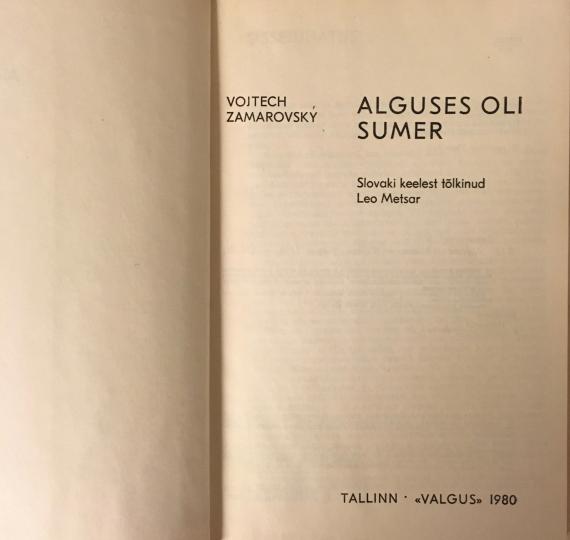 VOJTECH
ZAMAROVSKÝ
ALGUSES OLI
SUMER
Slovaki keelest tõlkinud
Leo Metsar
TALLINN · «VALGUS» 1980